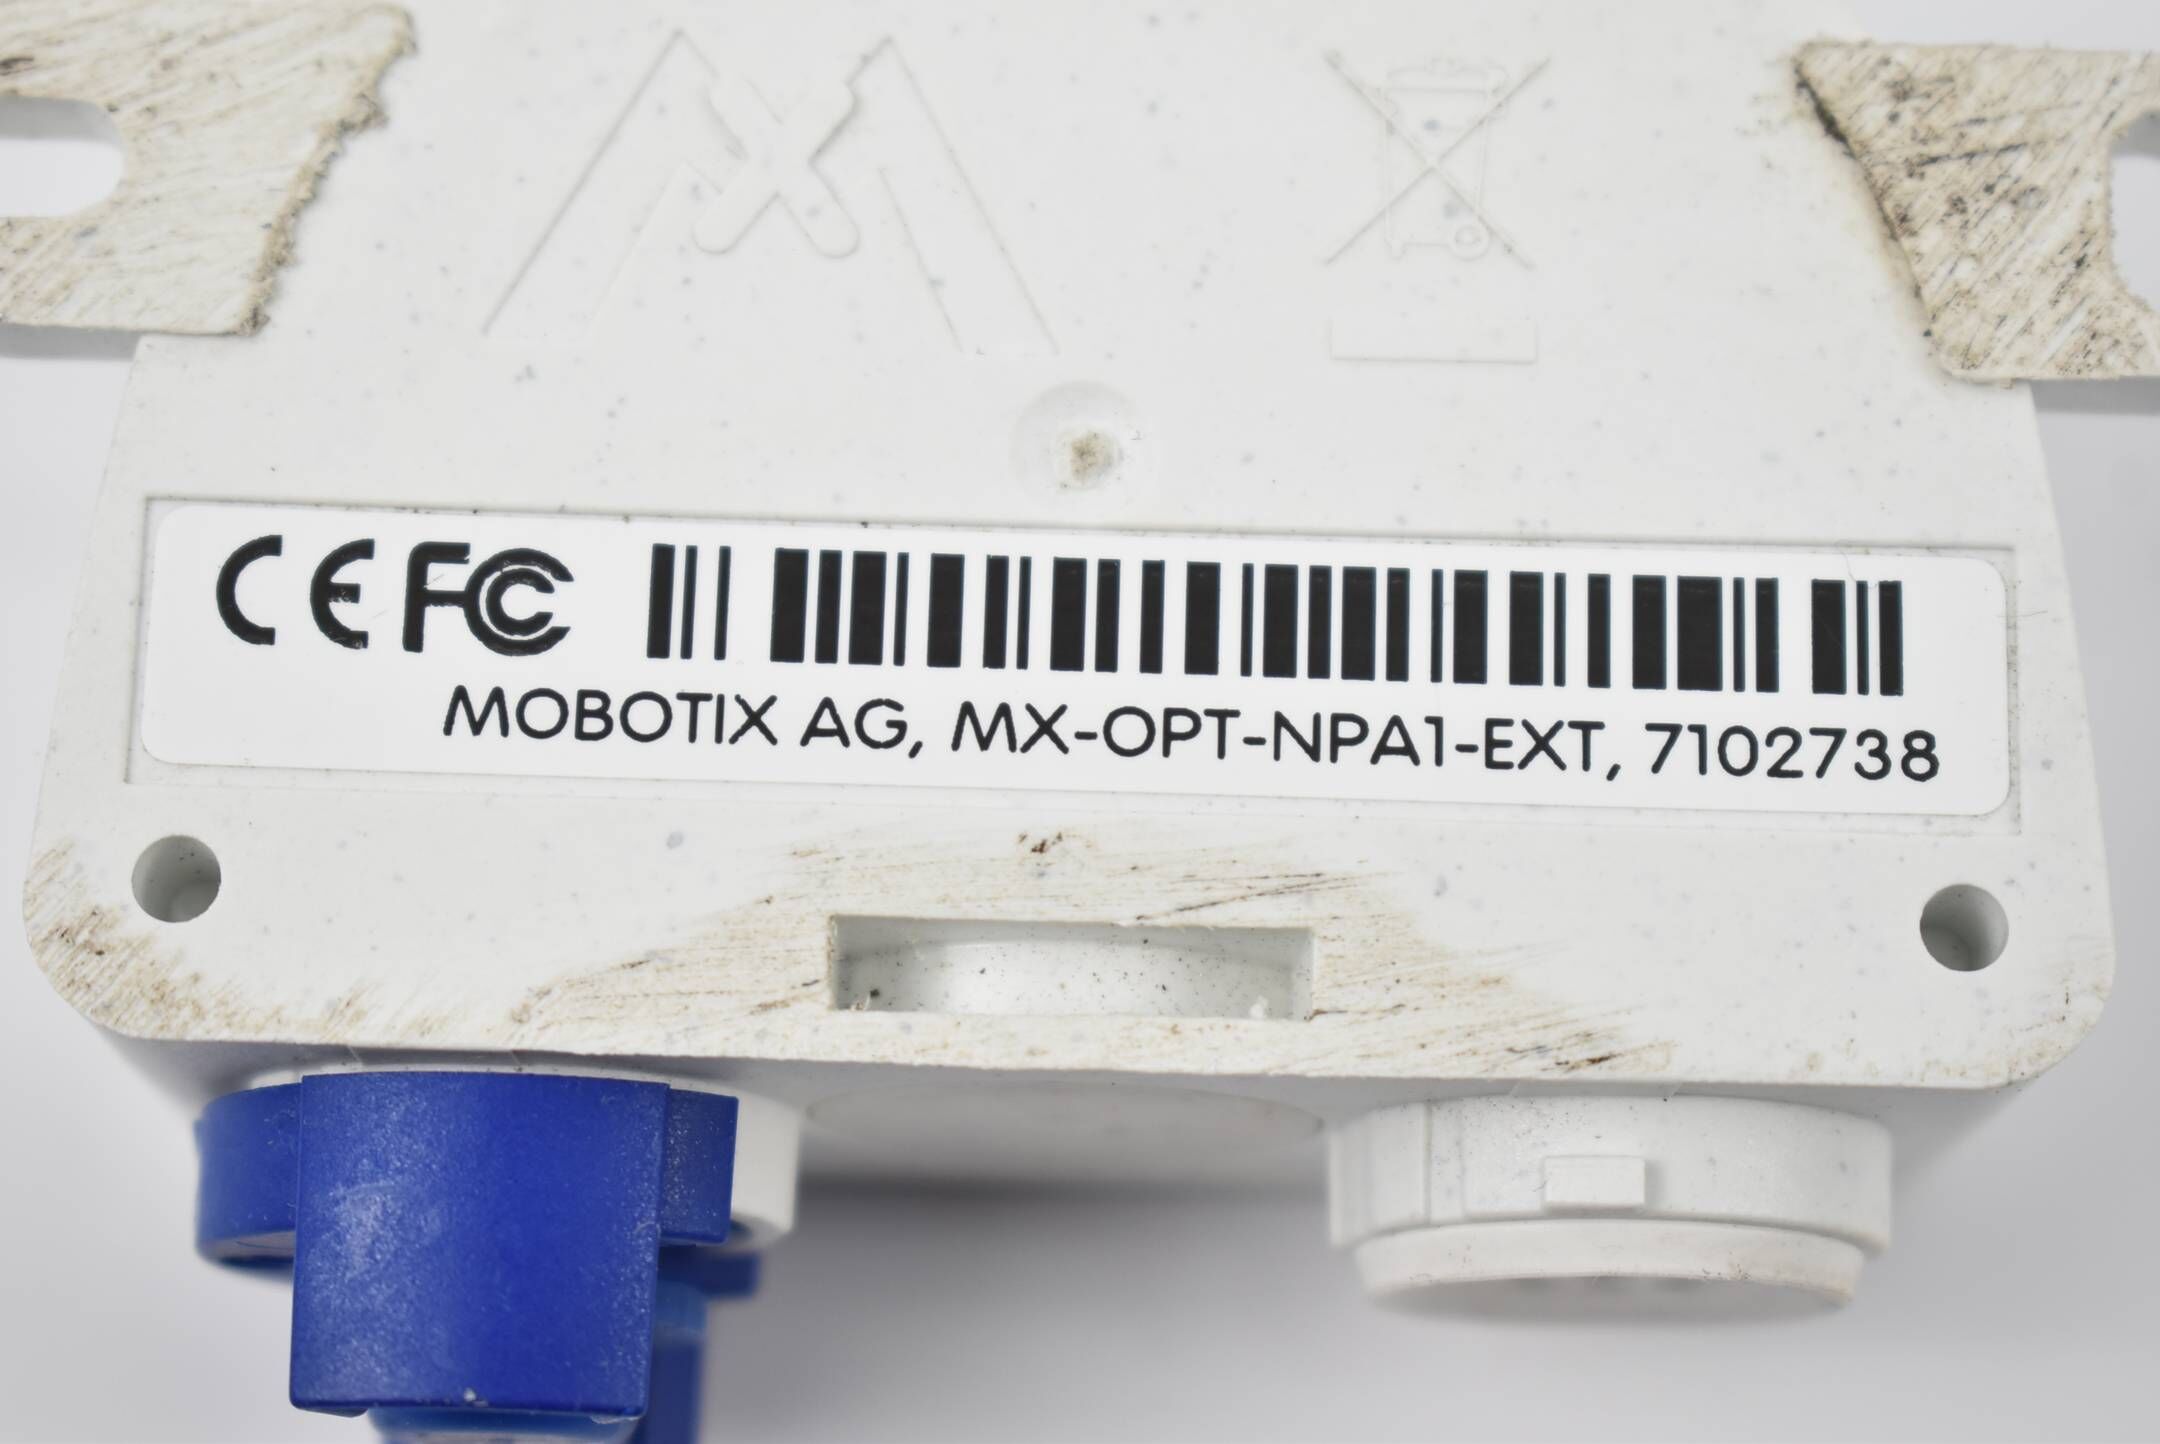 CE FC
MOBOTIX AG, MX-OPT-NPA1-EXT, 7102738